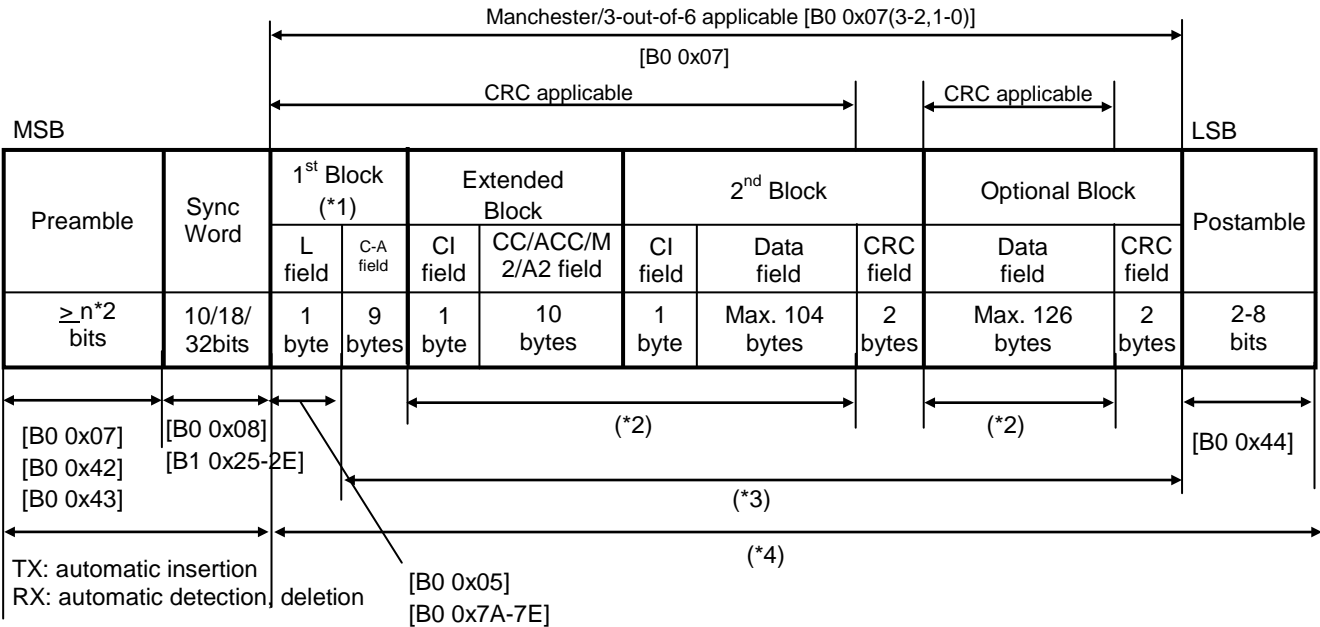 Manchester/3-out-of-6 applicable [B0 0x07(3-2,1-0)]
[B0 0x07]
CRC applicable
CRC applicable
MSB
LSB
Preamble
Sync
Word
1st Block
(*1)
Extended
Block
2nd Block
Optional Block
Postamble
L
field
C-A
field
CI
field
CC/ACC/M
2/A2 field
CI
field
Data
field
CRC
field
Data
field
CRC
field
≥ n*2
bits
10/18/
32bits
1
byte
9
bytes
1
byte
10
bytes
1
byte
Max. 104
bytes
2
bytes
Max. 126
bytes
2
bytes
2-8
bits
[B0 0x07]
[B0 0x42]
[B0 0x43]
[B0 0x08]
[B1 0x25-2E]
(*2)
(*2)
[B0 0x44]
(*3)
(*4)
TX: automatic insertion
RX: automatic detection, deletion
[B0 0x05]
[B0 0x7A-7E]